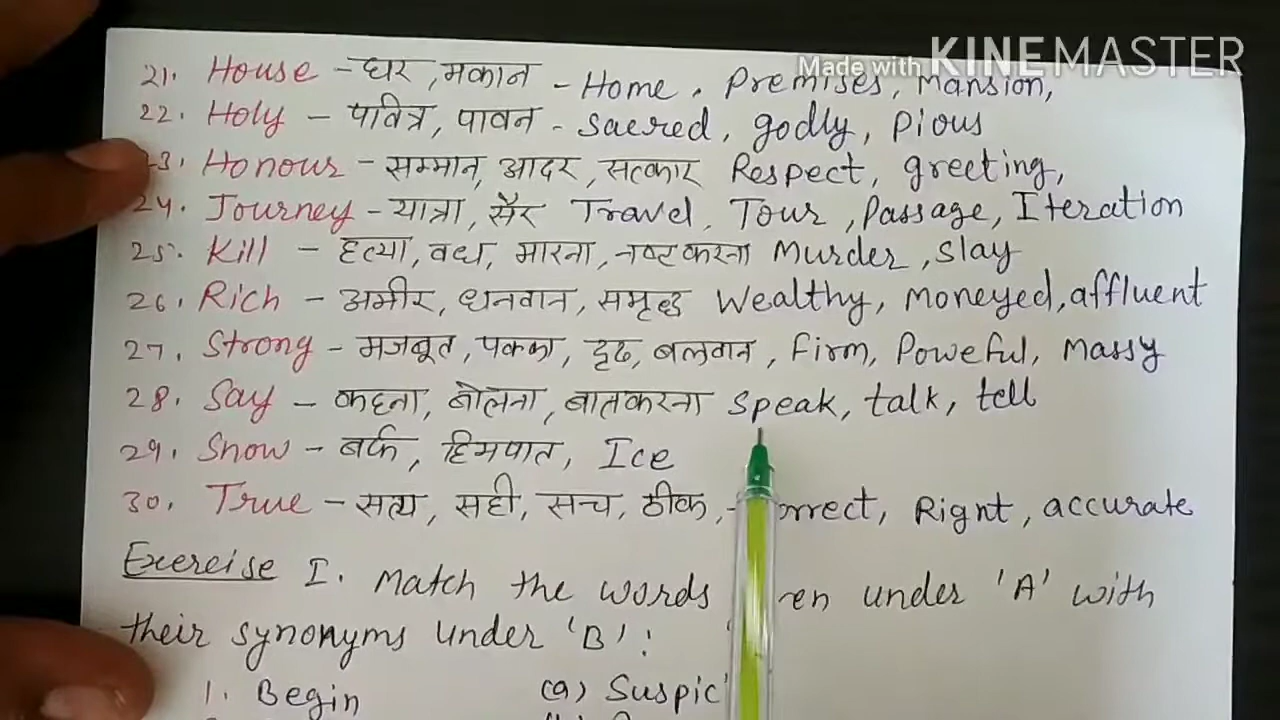 Made with KINEMASTER
21. House - घर, मकान - Home, Premises, Mansion,
22. Holy - पवित्र, पावन - Sacred, godly, Pious
23. Honour - सम्मान, आदर, सत्कार Respect, greeting,
24. Journey - यात्रा, सैर Travel, Tour, Passage, Iteration
25. Kill - हत्या, वध, मारना, नष्ट करना Murder, Slay
26. Rich - अमीर, धनवान, समृद्ध Wealthy, Moneyed, affluent
27. Strong - मजबूत, पक्का, दृढ, बलवान, Firm, Poweful, Massy
28. Say - कहना, बोलना, बातकरना speak, talk, tell
29. Snow - बर्फ, हिमपात, Ice
30. True - सत्य, सही, सच, ठीक, - orrect, Right, accurate
Exercise I. Match the words en under 'A' with
their synonyms under 'B':
1. Begin (a) Suspic